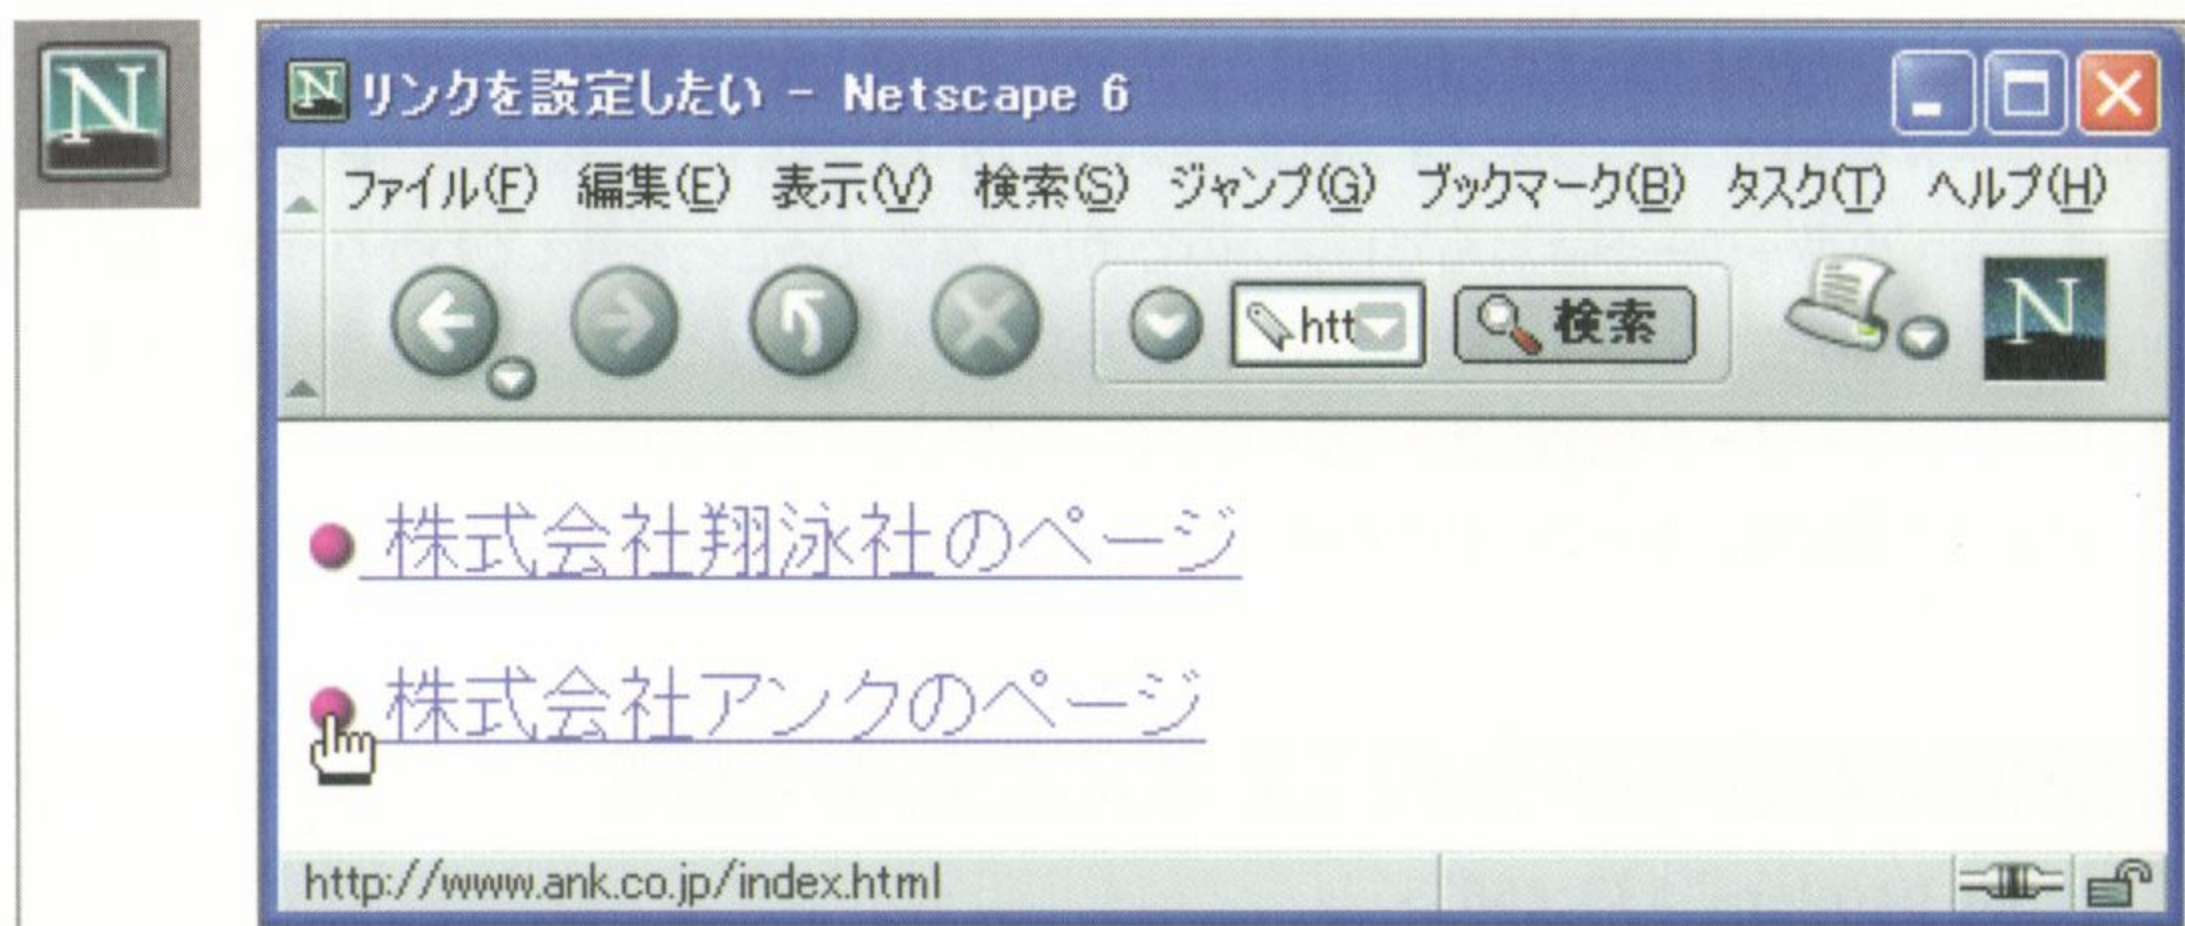 N
リンクを設定したい - Netscape 6
ファイル(F) 編集(E) 表示(V) 検索(S) ジャンプ(G) ブックマーク(B) タスク(T) ヘルプ(H)
htt 検索 N
株式会社翔泳社のページ
株式会社アンクのページ
http://www.ank.co.jp/index.html